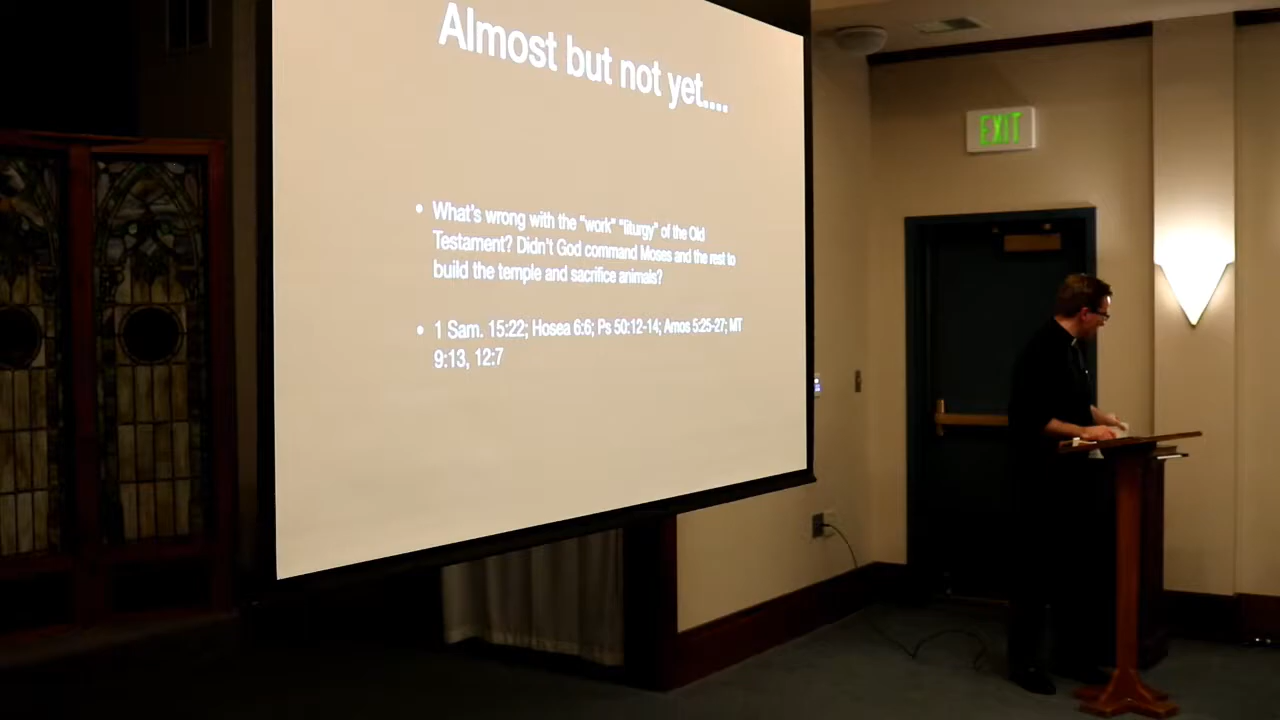 Almost but not yet....
EXIT
• What's wrong with the "work" "liturgy" of the Old
Testament? Didn't God command Moses and the rest to
build the temple and sacrifice animals?
• 1 Sam. 15:22; Hosea 6:6; Ps 50:12-14; Amos 5:25-27; MT
9:13, 12:7